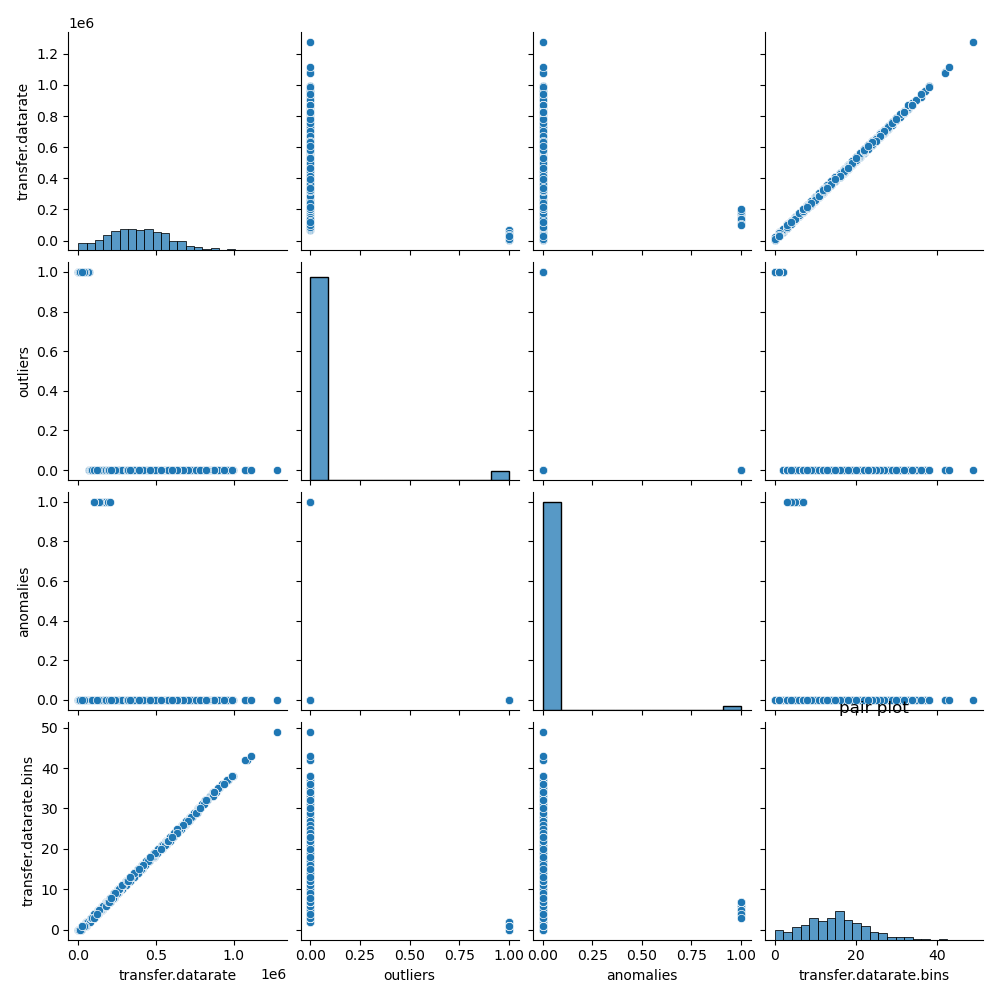 1e6
transfer.datarate
1.2
1.0
0.8
0.6
0.4
0.2
0.0
outliers
1.0
0.8
0.6
0.4
0.2
0.0
anomalies
1.0
0.8
0.6
0.4
0.2
0.0
pair plot
transfer.datarate.bins
50
40
30
20
10
0
0.0 0.5 1.0 0.00 0.25 0.50 0.75 1.00 0.00 0.25 0.50 0.75 1.00 0 20 40
1e6
transfer.datarate outliers anomalies transfer.datarate.bins